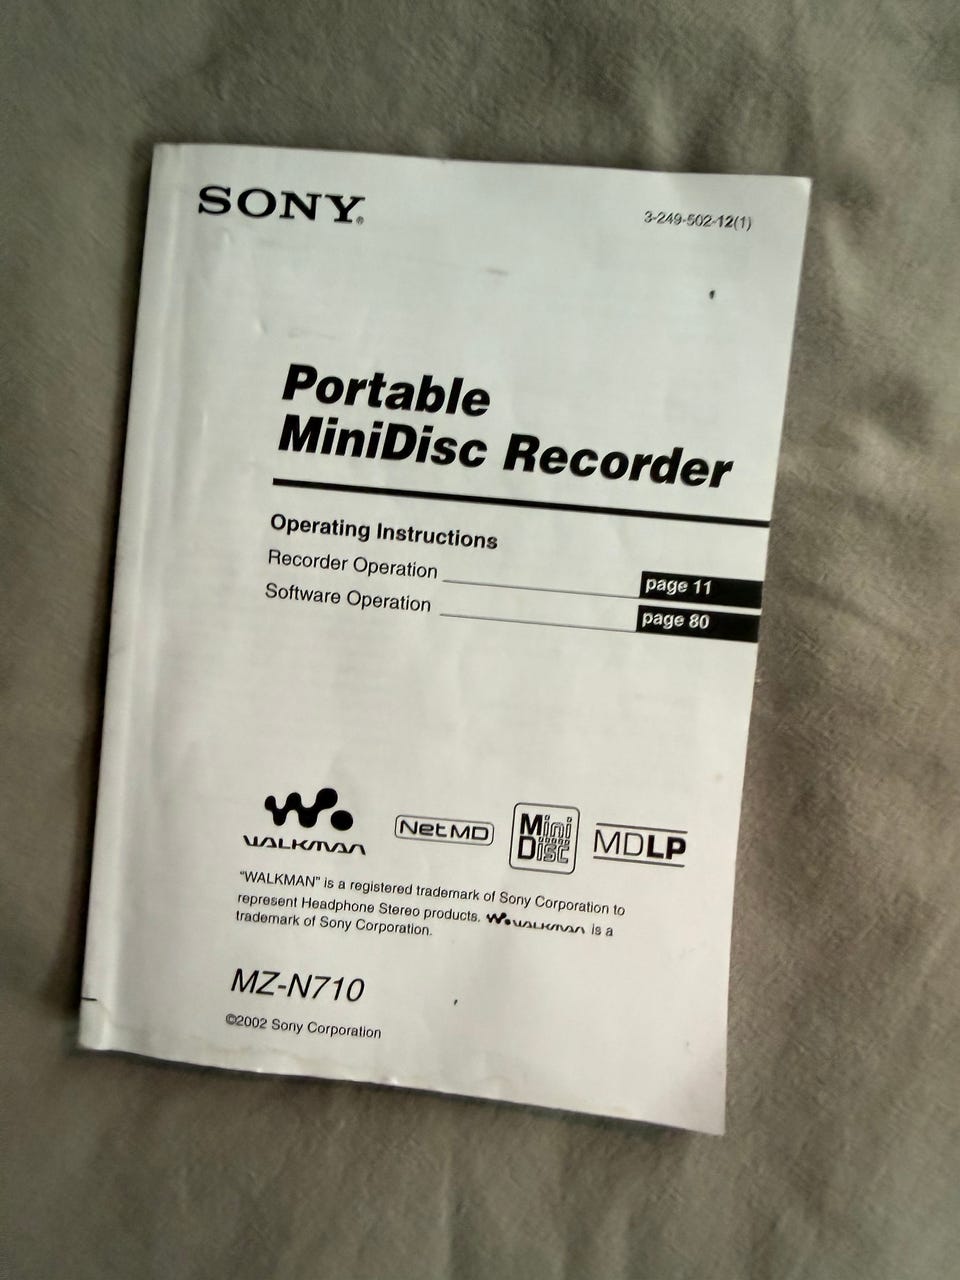 SONY®
3-249-502-12(1)
Portable
MiniDisc Recorder
Operating Instructions
Recorder Operation page 11
Software Operation page 80
WALKMAN
Net MD
Mini
Disc
MDLP
“WALKMAN” is a registered trademark of Sony Corporation to
represent Headphone Stereo products. W. WALKMAN is a
trademark of Sony Corporation.
MZ-N710
©2002 Sony Corporation